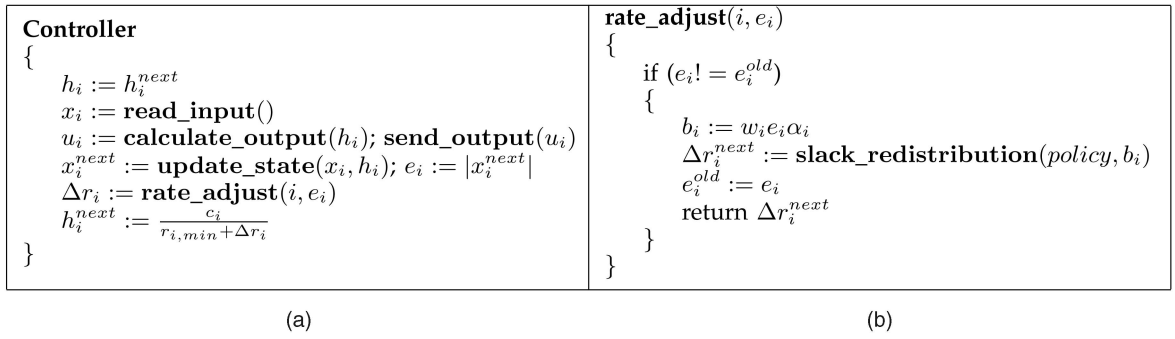 Controller
{
h_i := h_i^{next}
x_i := read_input()
u_i := calculate_output(h_i); send_output(u_i)
x_i^{next} := update_state(x_i, h_i); e_i := |x_i^{next}|
Δr_i := rate_adjust(i, e_i)
h_i^{next} := \frac{c_i}{r_{i,min}+Δr_i}
}
(a)
rate_adjust(i, e_i)
{
if (e_i! = e_i^{old})
{
b_i := w_i e_i α_i
Δr_i^{next} := slack_redistribution(policy, b_i)
e_i^{old} := e_i
return Δr_i^{next}
}
}
(b)